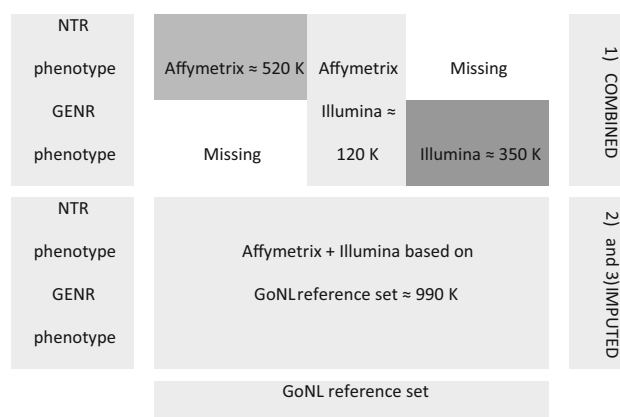 NTR
phenotype Affymetrix ≈ 520 K Affymetrix Missing
GENR Illumina ≈
phenotype Missing 120 K Illumina ≈ 350 K
1) COMBINED
NTR
phenotype Affymetrix + Illumina based on
GENR GoNLreference set ≈ 990 K
phenotype
2) and 3)IMPUTED
GoNL reference set